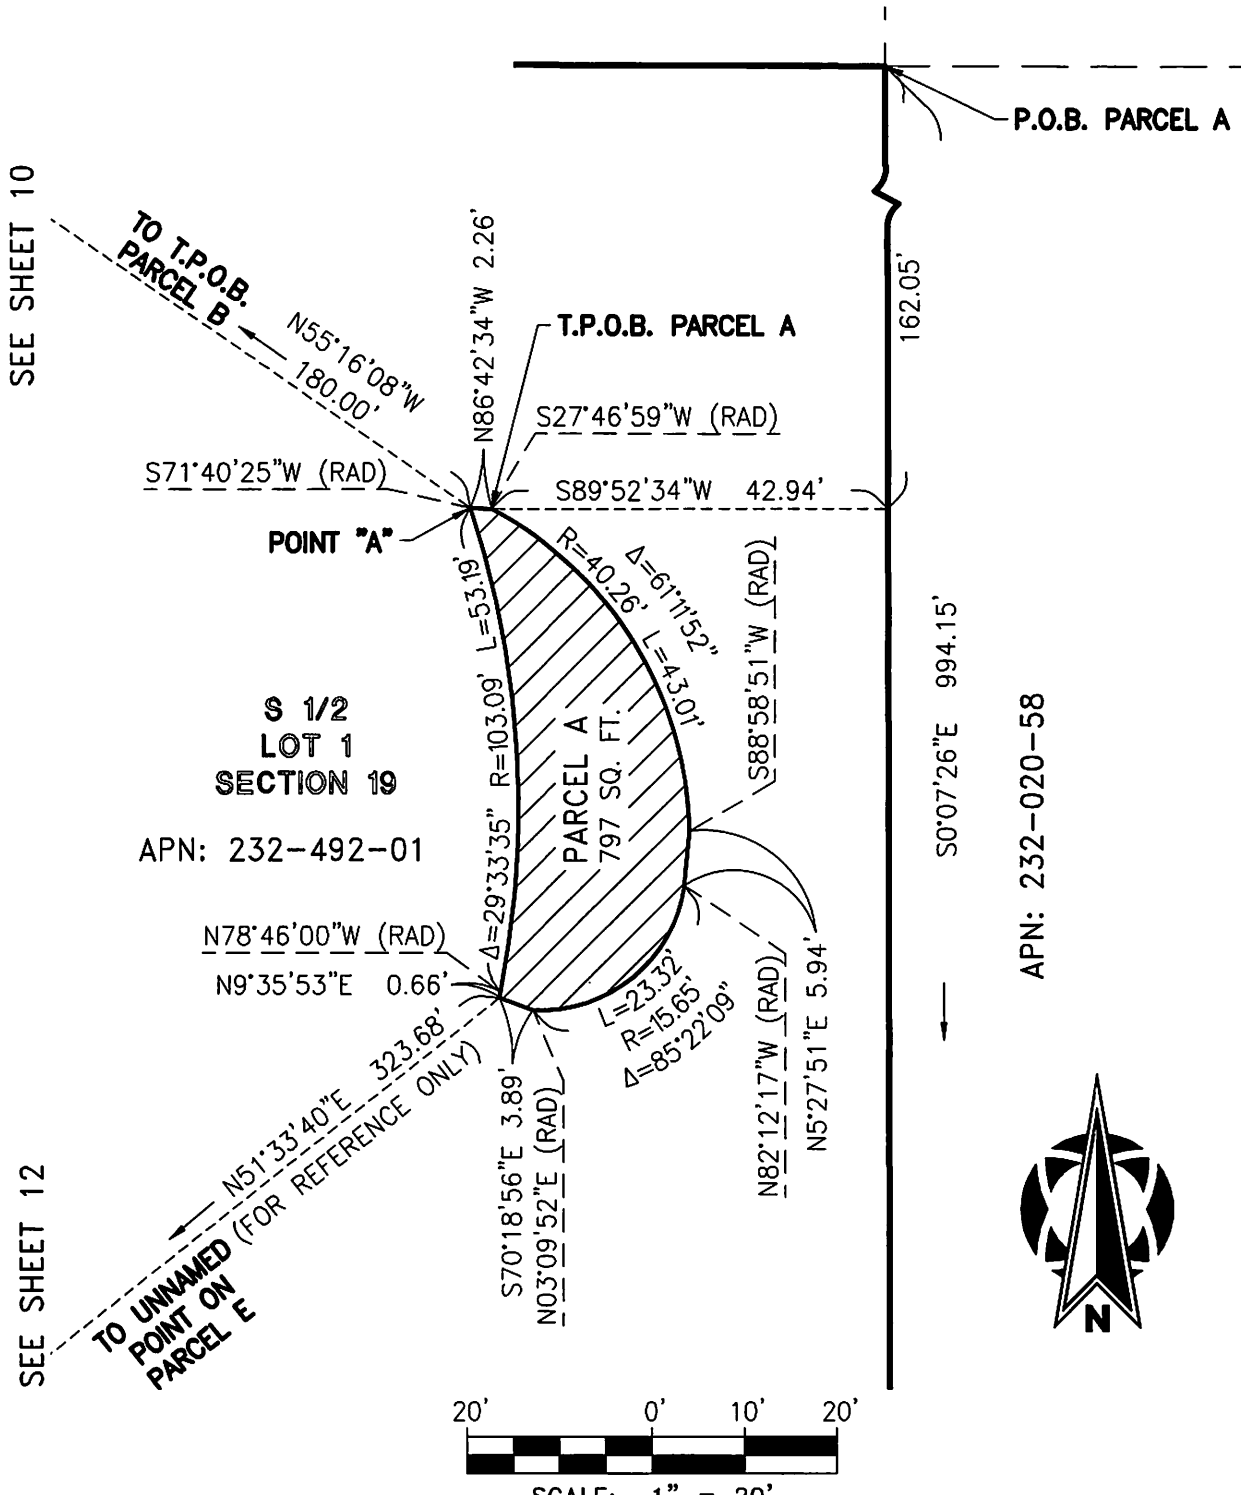 P.O.B. PARCEL A
SEE SHEET 10
TO T.P.O.B.
PARCEL B
N55°16'08"W
180.00'
N86°42'34"W 2.26'
T.P.O.B. PARCEL A
162.05'
S27°46'59"W (RAD)
S71°40'25"W (RAD)
S89°52'34"W 42.94'
POINT "A"
R=40.26' L=43.01'
Δ=61°11'52"
S88°58'51"W (RAD)
Δ=29°33'35" R=103.09' L=53.19'
PARCEL A
797 SQ. FT.
S0°07'26"E 994.15'
APN: 232-020-58
S 1/2
LOT 1
SECTION 19
APN: 232-492-01
N78°46'00"W (RAD)
N9°35'53"E 0.66'
L=23.32'
R=15.65'
Δ=85°22'09"
N82°12'17"W (RAD)
N5°27'51"E 5.94'
N51°33'40"E 323.68'
(FOR REFERENCE ONLY)
S70°18'56"E 3.89'
N03°09'52"E (RAD)
SEE SHEET 12
TO UNNAMED
POINT ON
PARCEL E
N
20' 0' 10' 20'
SCALE: 1" = 20'